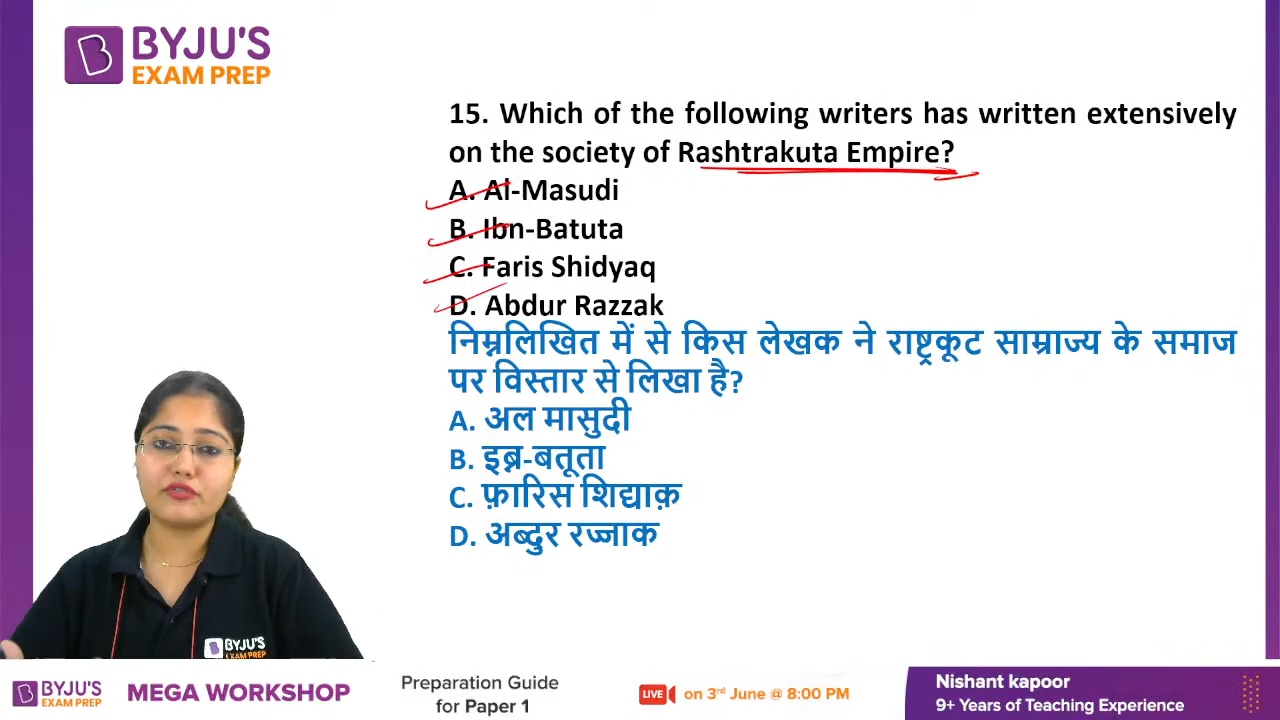 BYJU'S
EXAM PREP
15. Which of the following writers has written extensively
on the society of Rashtrakuta Empire?
A. Al-Masudi
B. Ibn-Batuta
C. Faris Shidyaq
D. Abdur Razzak
निम्नलिखित में से किस लेखक ने राष्ट्रकूट साम्राज्य के समाज
पर विस्तार से लिखा है?
A. अल मासुदी
B. इब्न-बतूता
C. फ़ारिस शिद्याक़
D. अब्दुर रज्जाक
BYJU'S
EXAM PREP
BYJU'S
EXAM PREP
MEGA WORKSHOP
Preparation Guide
for Paper 1
LIVE on 3rd June @ 8:00 PM
Nishant kapoor
9+ Years of Teaching Experience